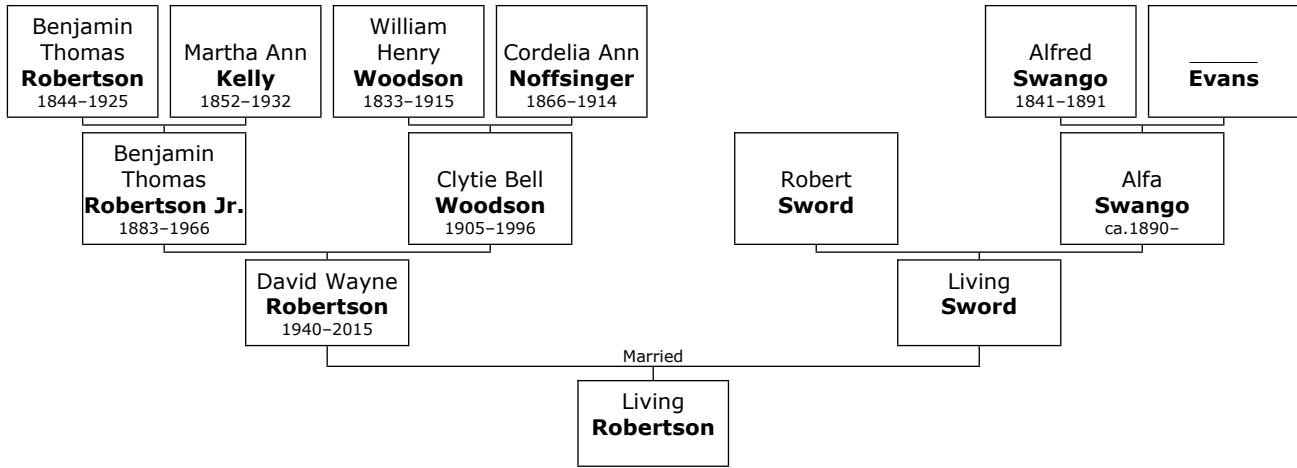 Benjamin
Thomas
Robertson
1844–1925
Martha Ann
Kelly
1852–1932
William
Henry
Woodson
1833–1915
Cordelia Ann
Noffsinger
1866–1914
Alfred
Swango
1841–1891
______
Evans
Benjamin
Thomas
Robertson Jr.
1883–1966
Clytie Bell
Woodson
1905–1996
Robert
Sword
Alfa
Swango
ca.1890–
David Wayne
Robertson
1940–2015
Living
Sword
Married
Living
Robertson